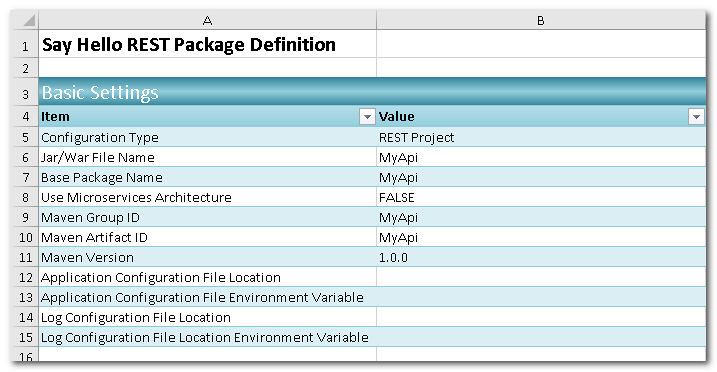 A B
1 Say Hello REST Package Definition
2
3 Basic Settings
4 Item Value
5 Configuration Type REST Project
6 Jar/War File Name MyApi
7 Base Package Name MyApi
8 Use Microservices Architecture FALSE
9 Maven Group ID MyApi
10 Maven Artifact ID MyApi
11 Maven Version 1.0.0
12 Application Configuration File Location
13 Application Configuration File Environment Variable
14 Log Configuration File Location
15 Log Configuration File Location Environment Variable
16